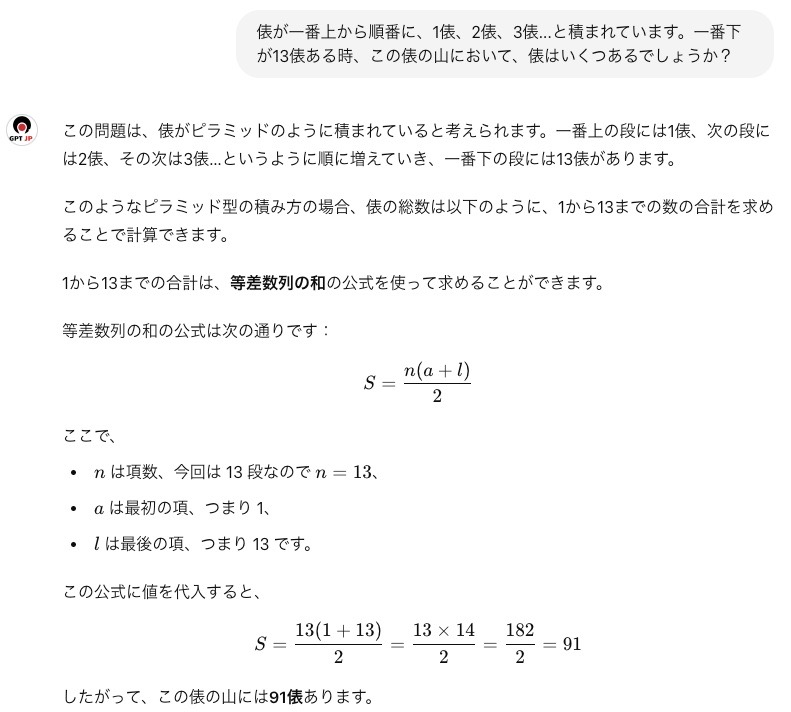 俵が一番上から順番に、1俵、2俵、3俵...と積まれています。一番下
が13俵ある時、この俵の山において、俵はいくつあるでしょうか？
GPT JP
この問題は、俵がピラミッドのように積まれていると考えられます。一番上の段には1俵、次の段に
は2俵、その次は3俵...というように順に増えていき、一番下の段には13俵があります。
このようなピラミッド型の積み方の場合、俵の総数は以下のように、1から13までの数の合計を求め
ることで計算できます。
1から13までの合計は、等差数列の和の公式を使って求めることができます。
等差数列の和の公式は次の通りです：
S = n(a + l) / 2
ここで、
• n は項数、今回は 13 段なので n = 13、
• a は最初の項、つまり 1、
• l は最後の項、つまり 13 です。
この公式に値を代入すると、
S = 13(1 + 13) / 2 = 13 × 14 / 2 = 182 / 2 = 91
したがって、この俵の山には91俵あります。